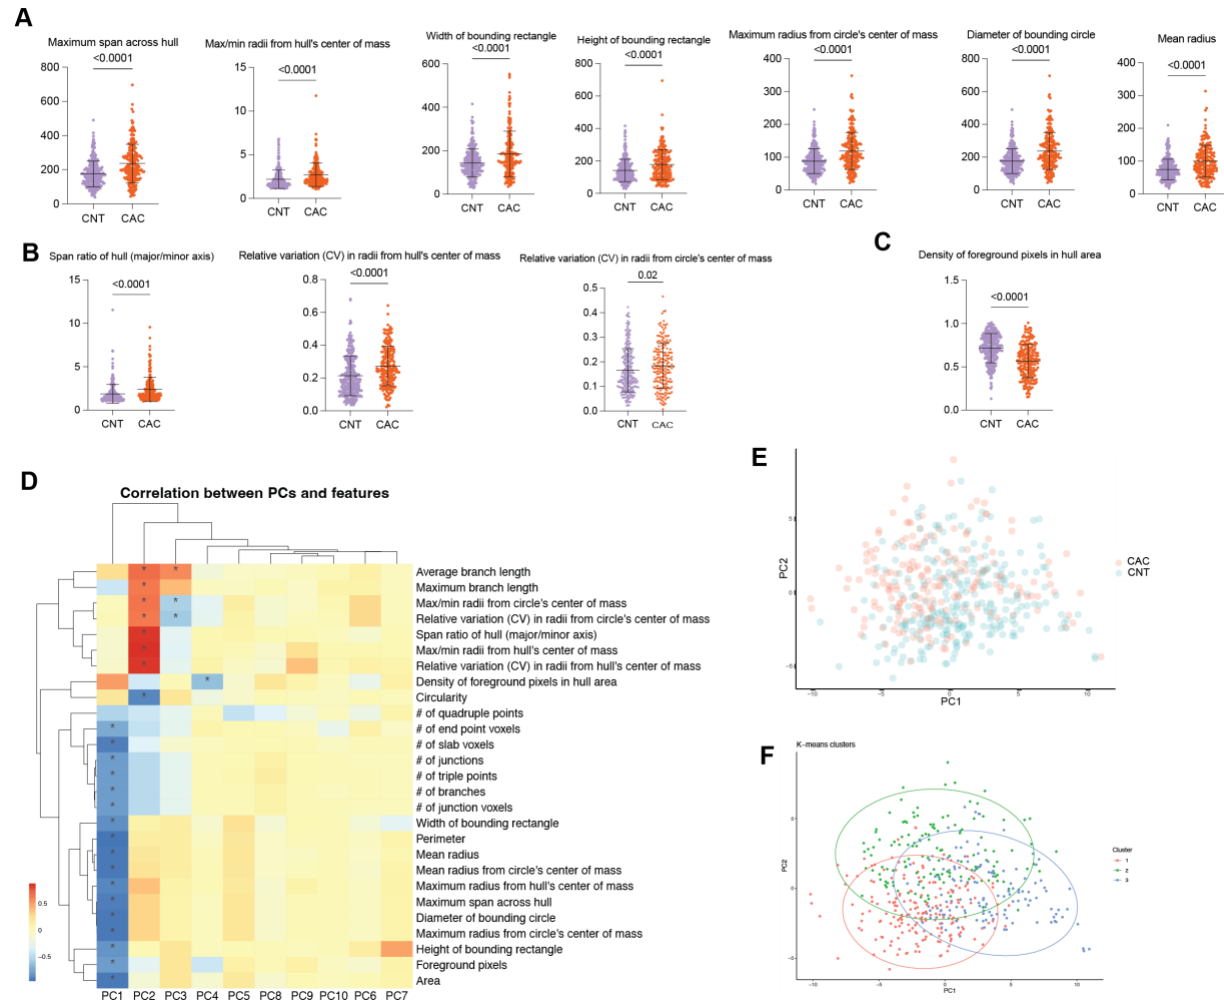 A
Maximum span across hull
<0.0001
800
600
400
200
0
CNT
CAC
Max/min radii from hull's center of mass
<0.0001
15
10
5
0
CNT
CAC
Width of bounding rectangle
<0.0001
600
400
200
0
CNT
CAC
Height of bounding rectangle
<0.0001
800
600
400
200
0
CNT
CAC
Maximum radius from circle's center of mass
<0.0001
400
300
200
100
0
CNT
CAC
Diameter of bounding circle
<0.0001
800
600
400
200
0
CNT
CAC
Mean radius
<0.0001
400
300
200
100
0
CNT
CAC
B
Span ratio of hull (major/minor axis)
<0.0001
15
10
5
0
CNT
CAC
Relative variation (CV) in radii from hull's center of mass
<0.0001
0.8
0.6
0.4
0.2
0.0
CNT
CAC
Relative variation (CV) in radii from circle's center of mass
0.02
0.5
0.4
0.3
0.2
0.1
0.0
CNT
CAC
C
Density of foreground pixels in hull area
<0.0001
1.5
1.0
0.5
0.0
CNT
CAC
D
Correlation between PCs and features
Average branch length
Maximum branch length
Max/min radii from circle's center of mass
Relative variation (CV) in radii from circle's center of mass
Span ratio of hull (major/minor axis)
Max/min radii from hull's center of mass
Relative variation (CV) in radii from hull's center of mass
Density of foreground pixels in hull area
Circularity
# of quadruple points
# of end point voxels
# of slab voxels
# of junctions
# of triple points
# of branches
# of junction voxels
Width of bounding rectangle
Perimeter
Mean radius
Mean radius from circle's center of mass
Maximum radius from hull's center of mass
Maximum span across hull
Diameter of bounding circle
Maximum radius from circle's center of mass
Height of bounding rectangle
Foreground pixels
Area
0.5
0
−0.5
PC1 PC2 PC3 PC4 PC5 PC8 PC9 PC10 PC6 PC7
E
PC2
5
0
−5
−10
−5
0
5
10
PC1
CAC
CNT
F
K−means clusters
PC2
5
0
−5
−10
−5
0
5
10
PC1
Cluster
1
2
3